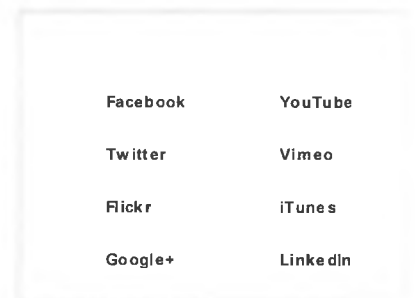 Facebook YouTube
Twitter Vimeo
Flickr iTunes
Google+ LinkedIn